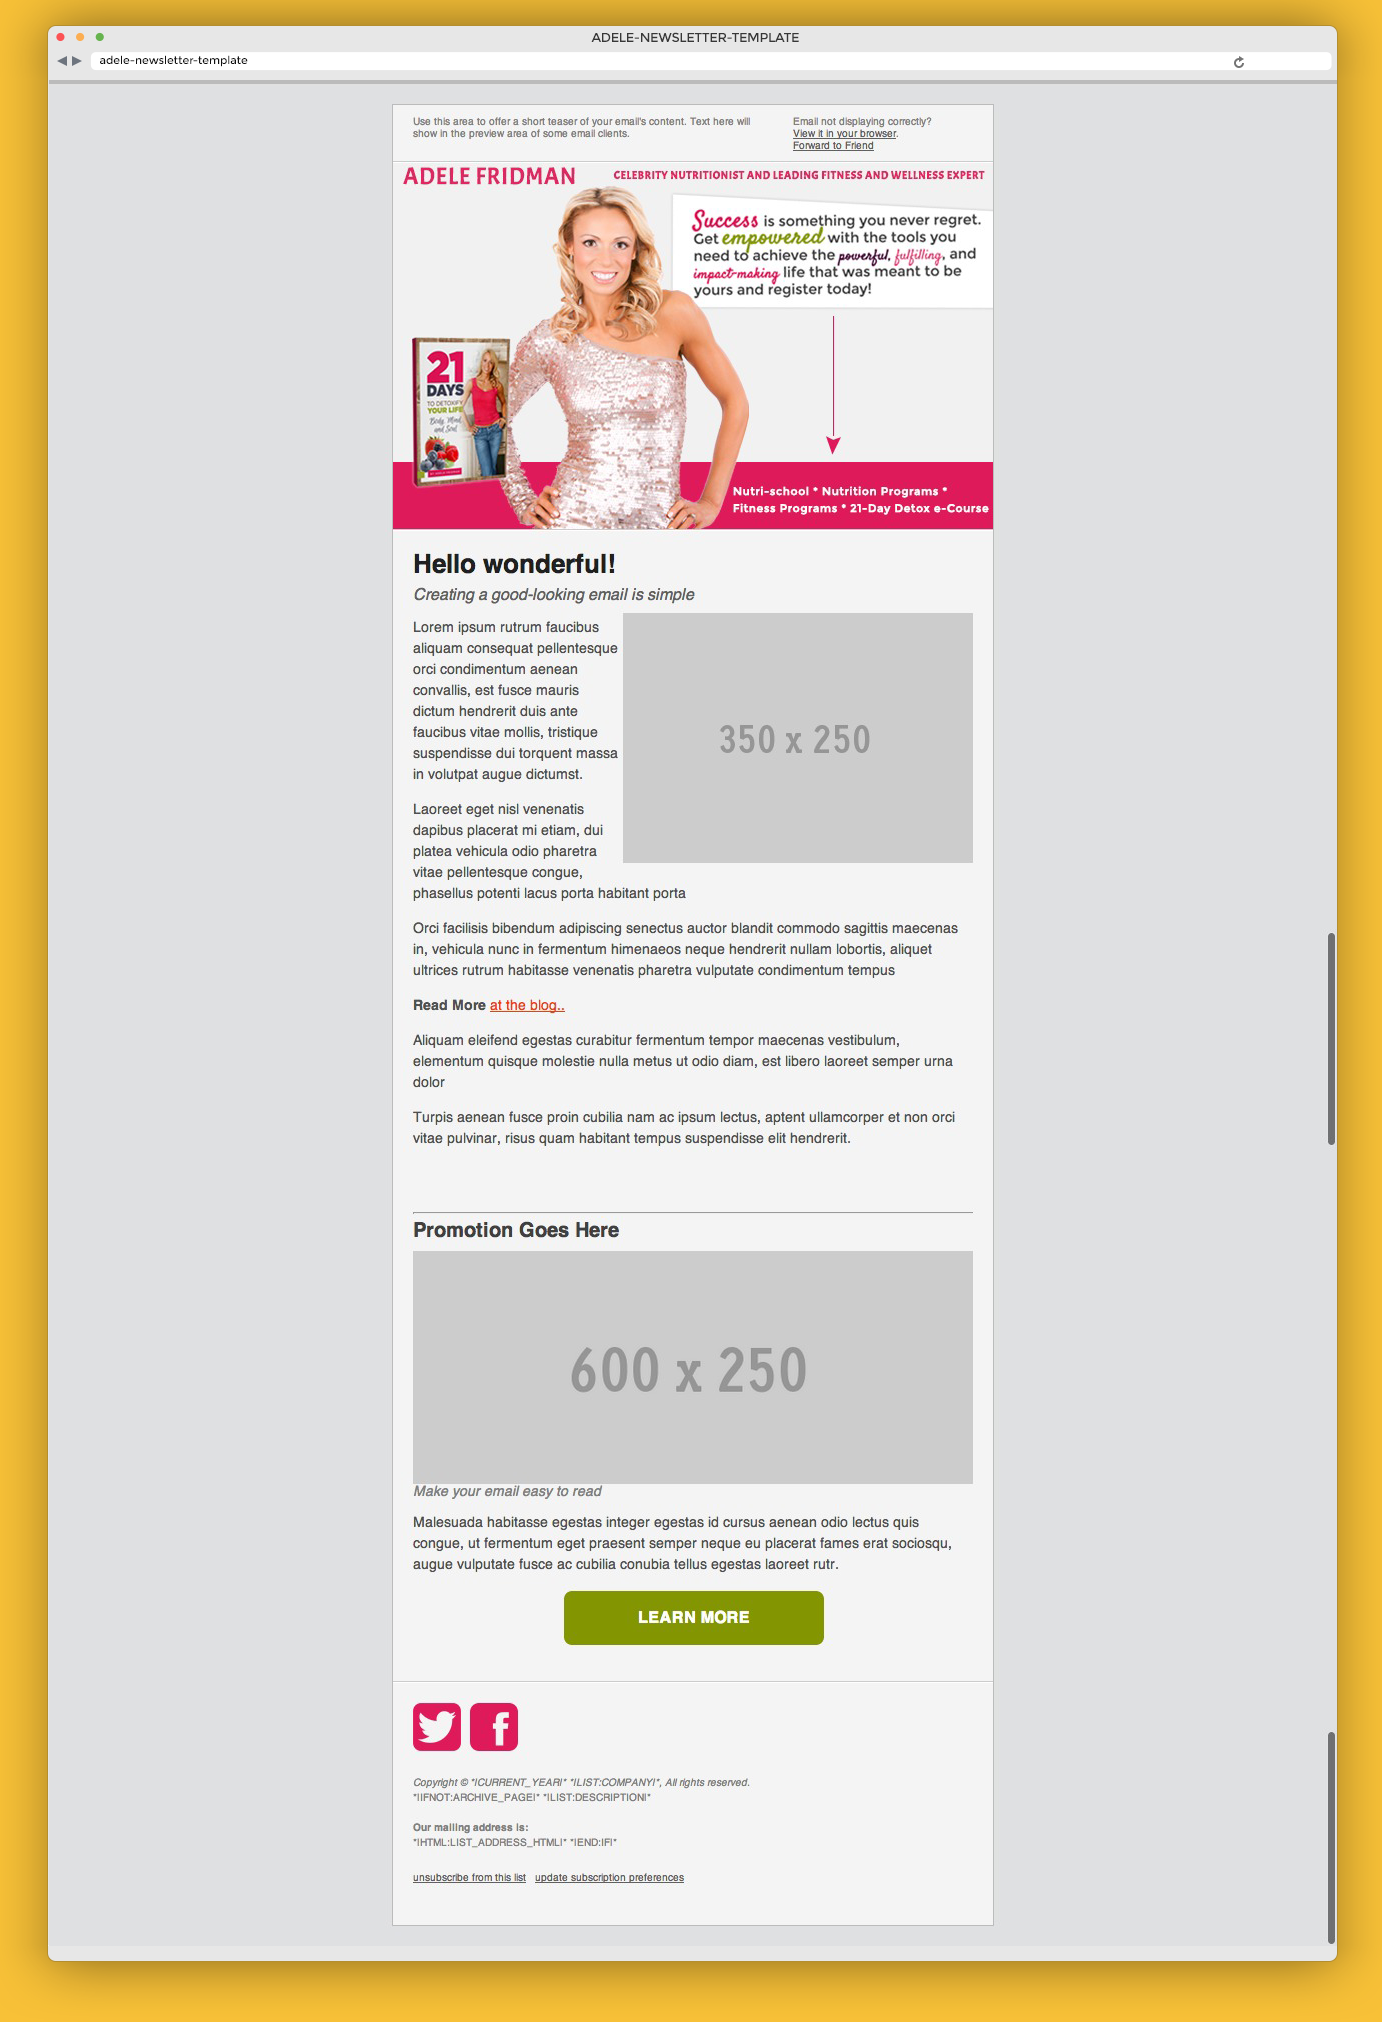 ADELE-NEWSLETTER-TEMPLATE
adele-newsletter-template
Use this area to offer a short teaser of your email's content. Text here will
show in the preview area of some email clients.
Email not displaying correctly?
View it in your browser.
Forward to Friend
ADELE FRIDMAN
CELEBRITY NUTRITIONIST AND LEADING FITNESS AND WELLNESS EXPERT
Success is something you never regret.
Get empowered with the tools you
need to achieve the powerful, fulfilling, and
impact-making life that was meant to be
yours and register today!
21
DAYS
TO DETOXIFY
YOUR LIFE
Body, Mind
and Soul
Nutri-school * Nutrition Programs *
Fitness Programs * 21-Day Detox e-Course
Hello wonderful!
Creating a good-looking email is simple
Lorem ipsum rutrum faucibus
aliquam consequat pellentesque
orci condimentum aenean
convallis, est fusce mauris
dictum hendrerit duis ante
faucibus vitae mollis, tristique
suspendisse dui torquent massa
in volutpat augue dictumst.
350 x 250
Laoreet eget nisl venenatis
dapibus placerat mi etiam, dui
platea vehicula odio pharetra
vitae pellentesque congue,
phasellus potenti lacus porta habitant porta
Orci facilisis bibendum adipiscing senectus auctor blandit commodo sagittis maecenas
in, vehicula nunc in fermentum himenaeos neque hendrerit nullam lobortis, aliquet
ultrices rutrum habitasse venenatis pharetra vulputate condimentum tempus
Read More at the blog..
Aliquam eleifend egestas curabitur fermentum tempor maecenas vestibulum,
elementum quisque molestie nulla metus ut odio diam, est libero laoreet semper urna
dolor
Turpis aenean fusce proin cubilia nam ac ipsum lectus, aptent ullamcorper et non orci
vitae pulvinar, risus quam habitant tempus suspendisse elit hendrerit.
Promotion Goes Here
600 x 250
Make your email easy to read
Malesuada habitasse egestas integer egestas id cursus aenean odio lectus quis
congue, ut fermentum eget praesent semper neque eu placerat fames erat sociosqu,
augue vulputate fusce ac cubilia conubia tellus egestas laoreet rutr.
LEARN MORE
Copyright © *|CURRENT_YEAR|* *|LIST:COMPANY|*, All rights reserved.
*|IFNOT:ARCHIVE_PAGE|* *|LIST:DESCRIPTION|*
Our mailing address is:
*|HTML:LIST_ADDRESS_HTML|* *|END:IF|*
unsubscribe from this list update subscription preferences